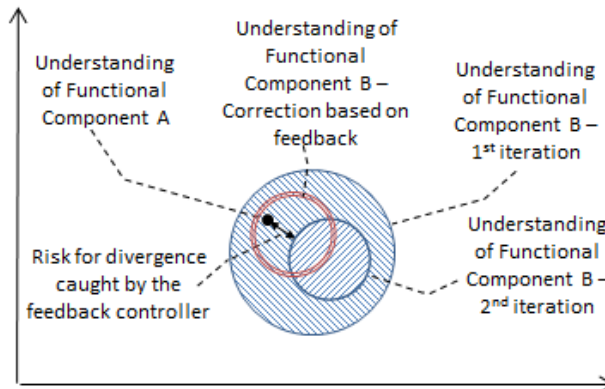 Understanding
of Functional
Component A
Understanding of
Functional
Component B –
Correction based on
feedback
Understanding
of Functional
Component B –
1st iteration
Risk for divergence
caught by the
feedback controller
Understanding
of Functional
Component B –
2nd iteration